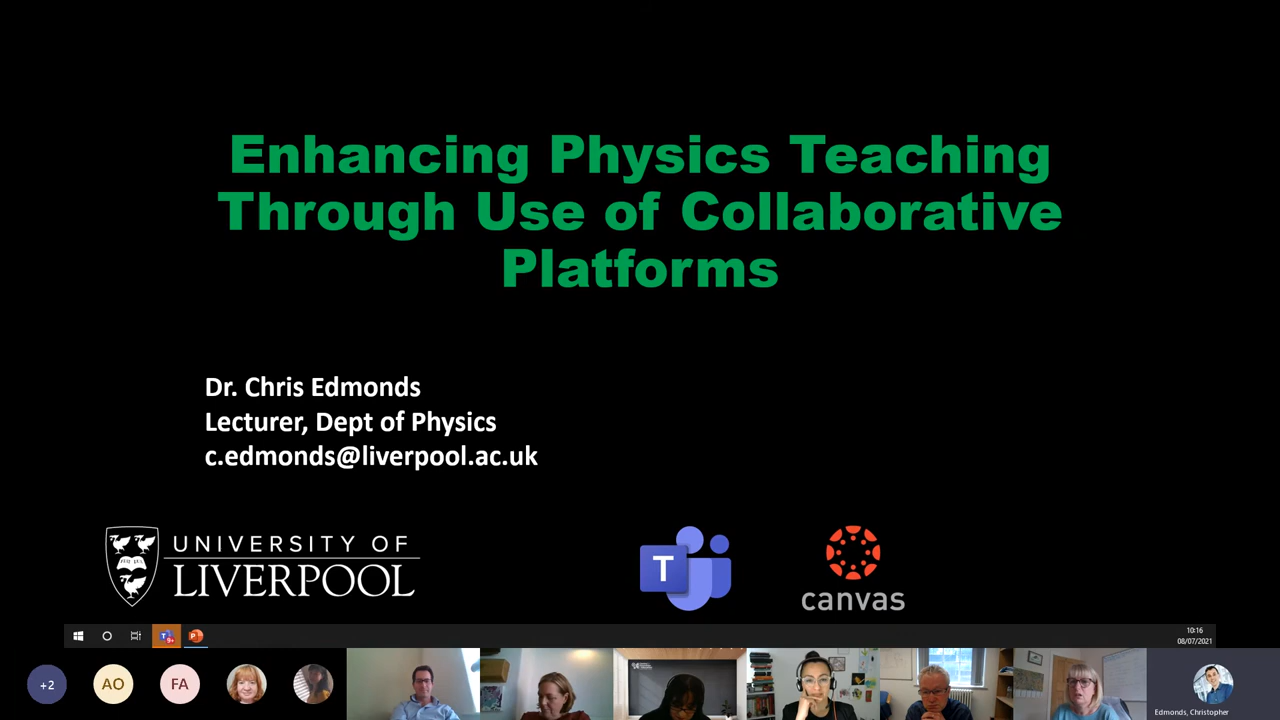 Enhancing Physics Teaching
Through Use of Collaborative
Platforms
Dr. Chris Edmonds
Lecturer, Dept of Physics
c.edmonds@liverpool.ac.uk
UNIVERSITY OF
LIVERPOOL
T
canvas
T 9+
P
10:16
08/07/2021
+2
AO
FA
Edmonds, Christopher